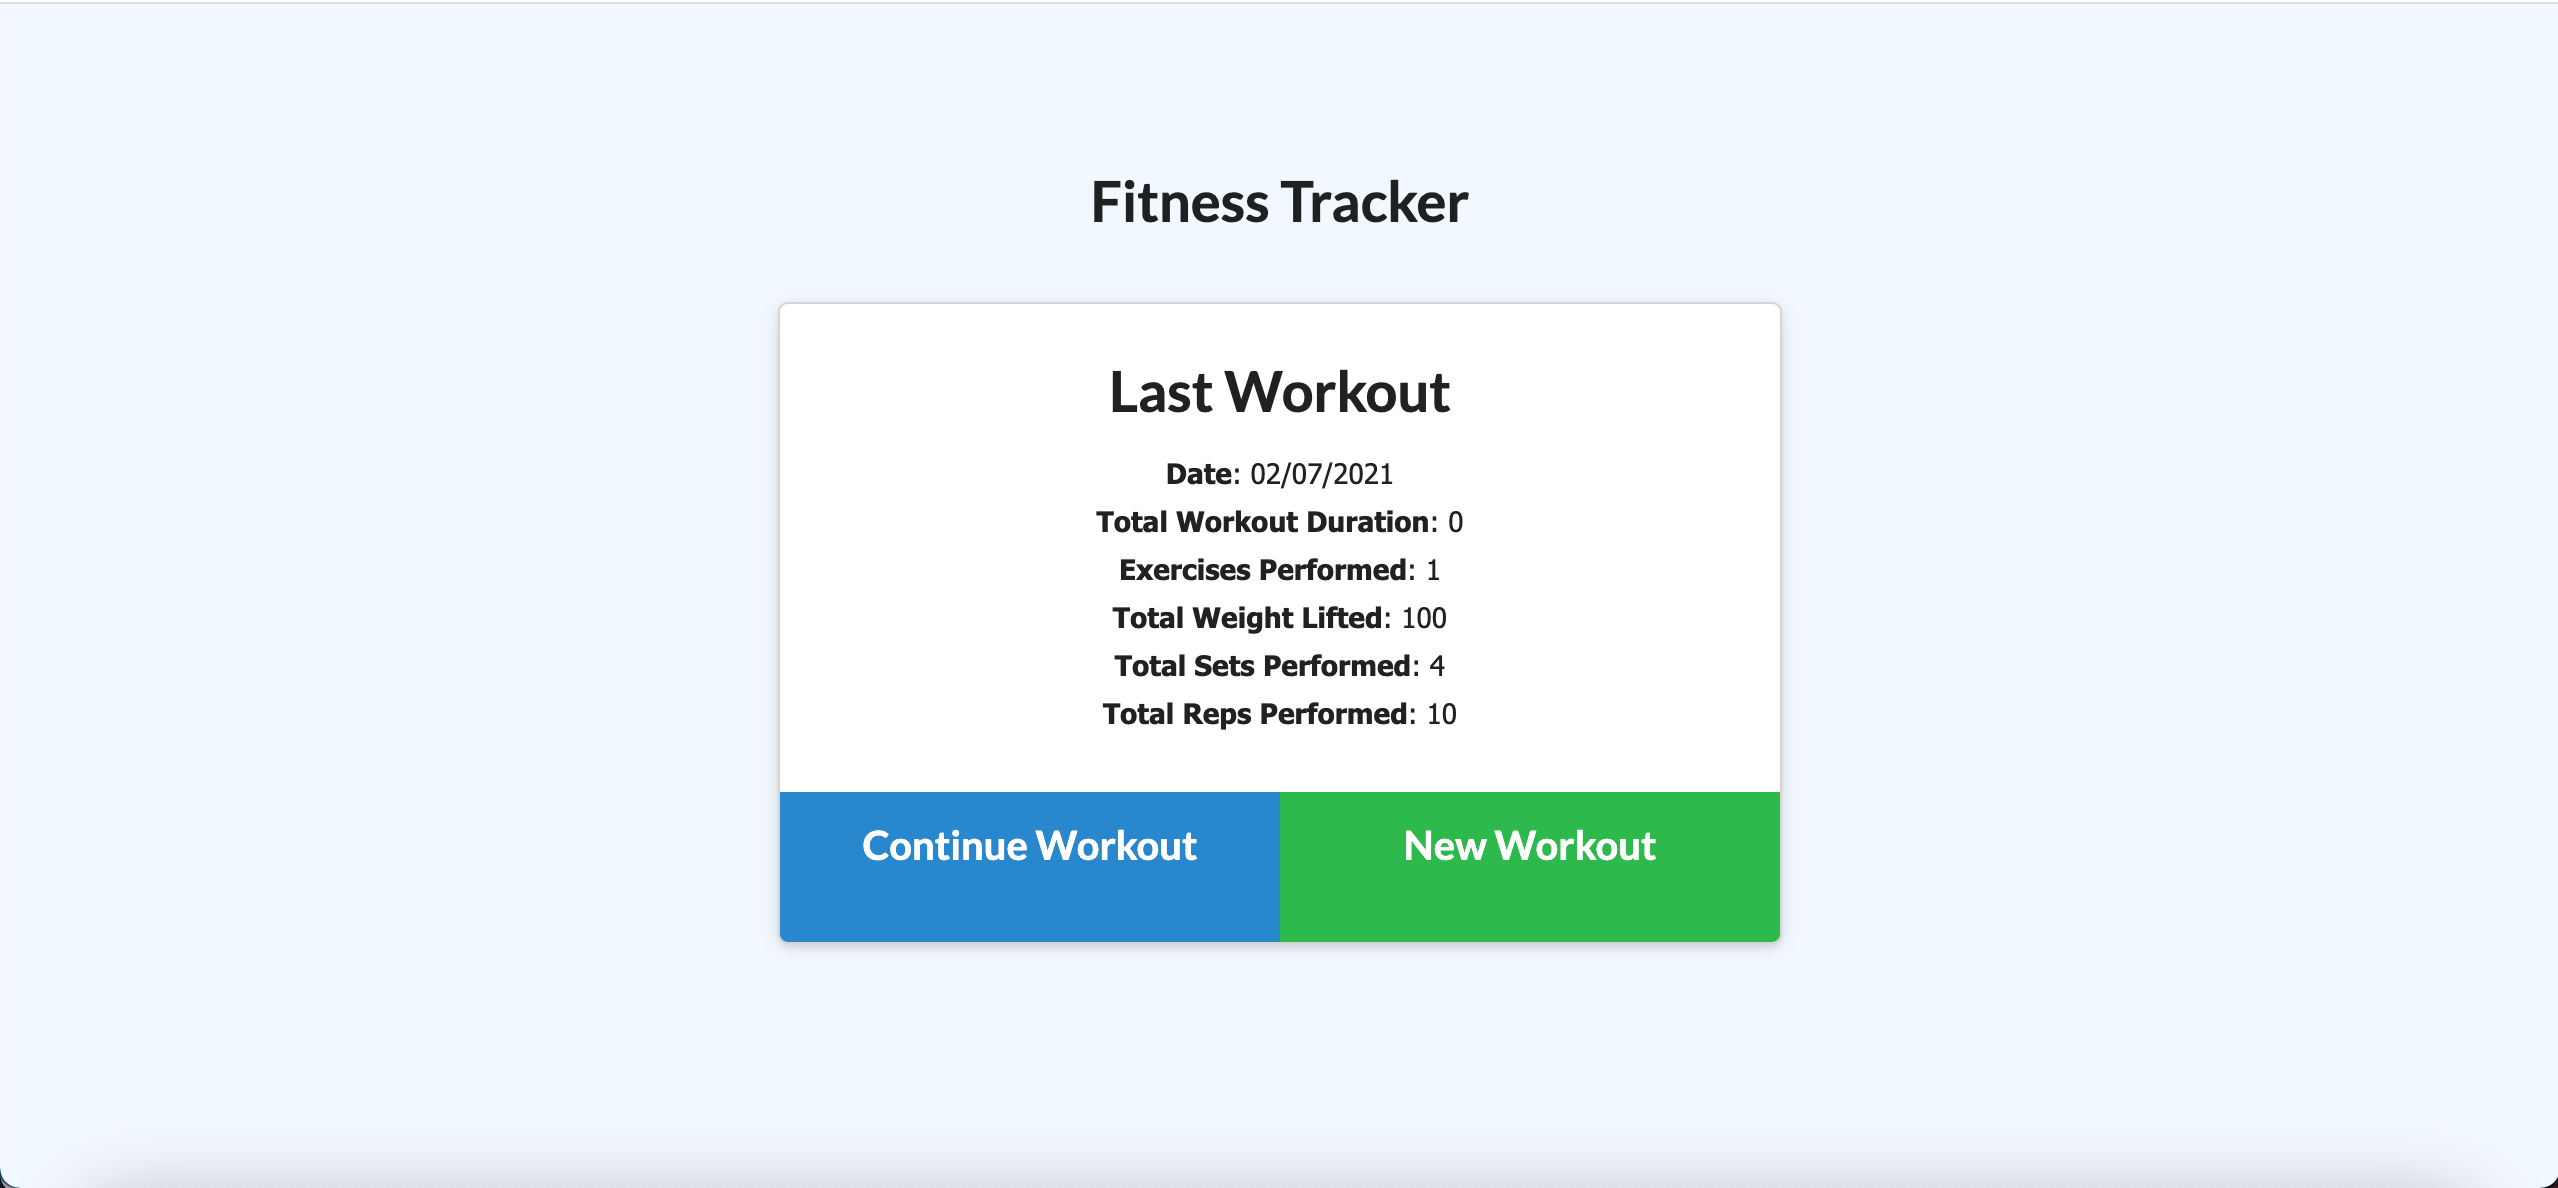 Fitness Tracker
Last Workout
Date: 02/07/2021
Total Workout Duration: 0
Exercises Performed: 1
Total Weight Lifted: 100
Total Sets Performed: 4
Total Reps Performed: 10
Continue Workout
New Workout